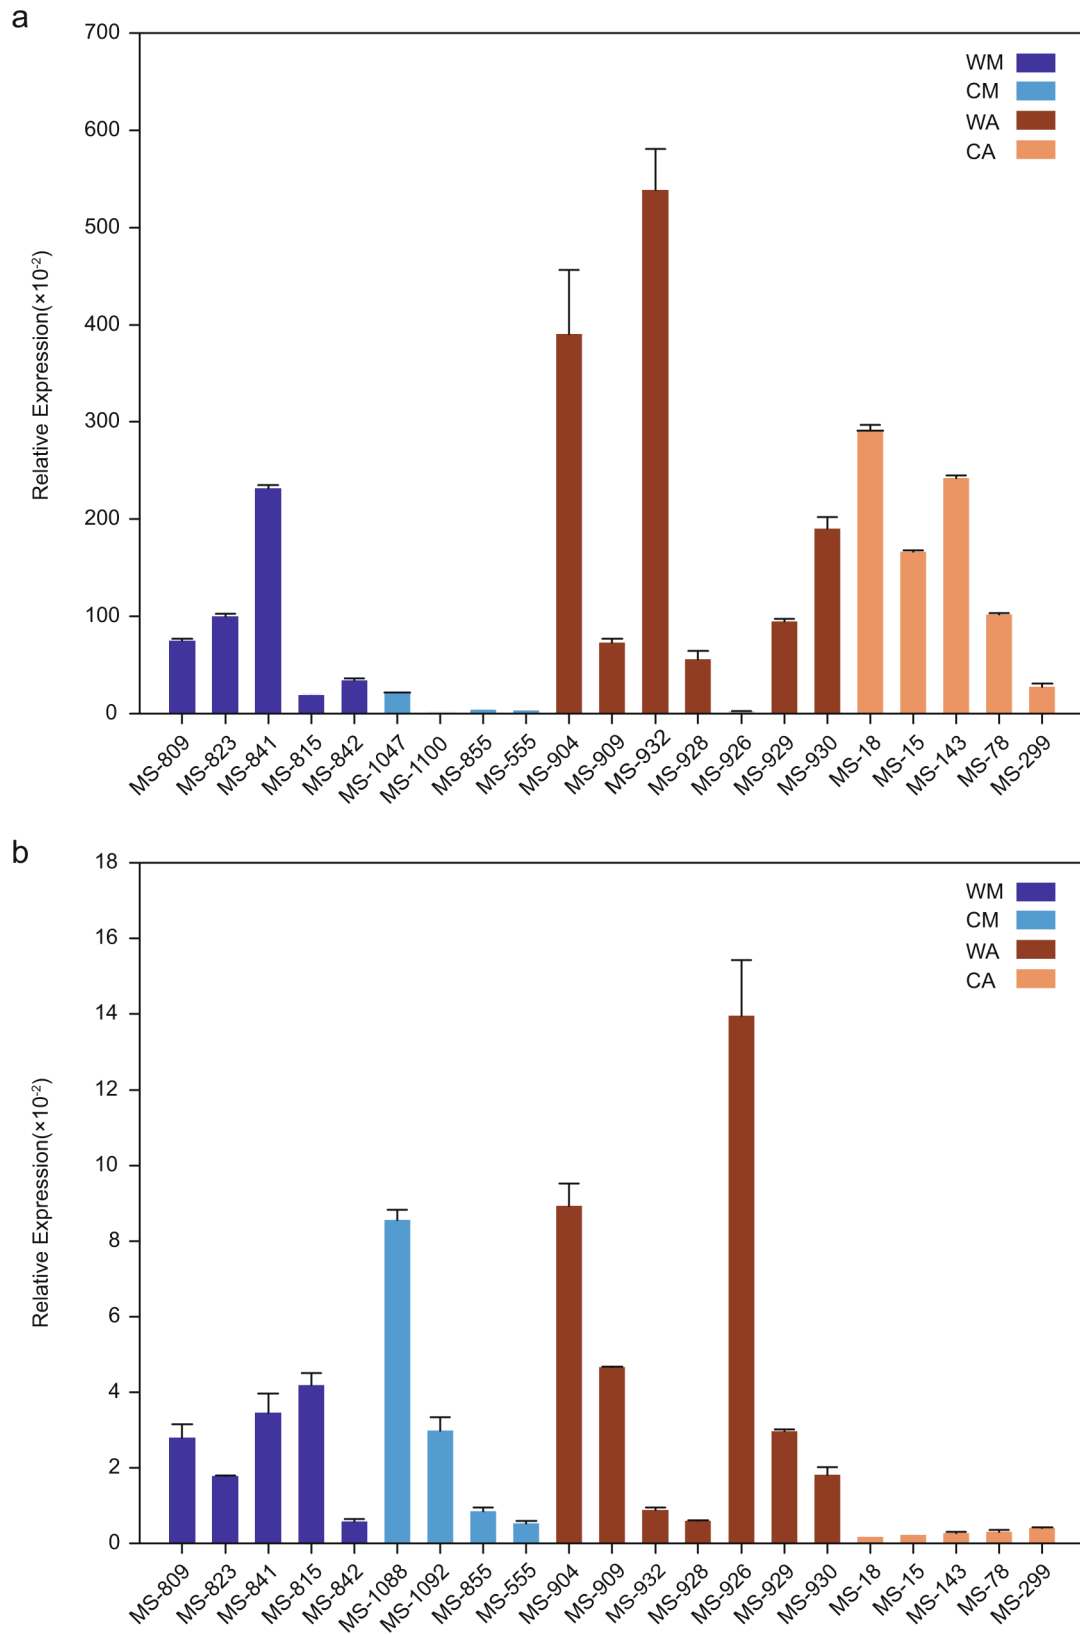 a
700
600
500
400
300
200
100
0
Relative Expression(×10-2)
WM
CM
WA
CA
MS-809
MS-823
MS-841
MS-815
MS-842
MS-1047
MS-1100
MS-855
MS-555
MS-904
MS-909
MS-932
MS-928
MS-926
MS-929
MS-930
MS-18
MS-15
MS-143
MS-78
MS-299
b
18
16
14
12
10
8
6
4
2
0
Relative Expression(×10-2)
WM
CM
WA
CA
MS-809
MS-823
MS-841
MS-815
MS-842
MS-1088
MS-1092
MS-855
MS-555
MS-904
MS-909
MS-932
MS-928
MS-926
MS-929
MS-930
MS-18
MS-15
MS-143
MS-78
MS-299